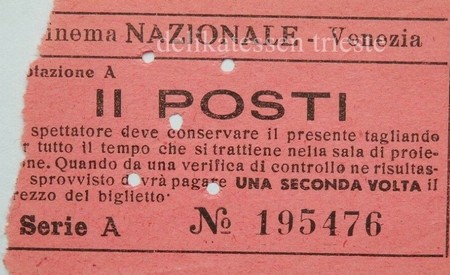 inema NAZIONALE - Venezia
delikatessen trieste
otazione A
II POSTI
spettatore deve conservare il presente tagliando
r tutto il tempo che si trattiene nella sala di proie-
one. Quando da una verifica di controllo ne risultas-
sprovvisto dovrà pagare UNA SECONDA VOLTA il
rezzo del biglietto.
Serie A № 195476